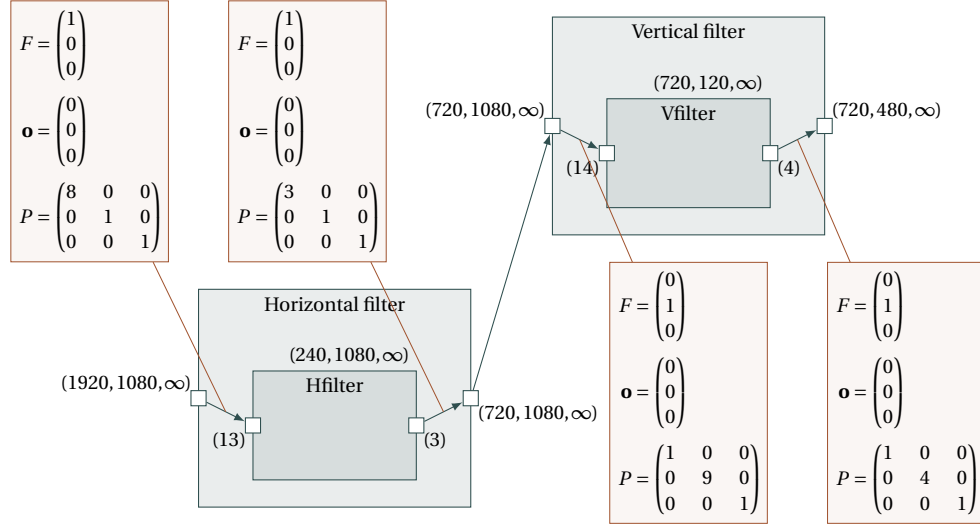 F = (1 0 0)
o = (0 0 0)
P = (8 0 0
0 1 0
0 0 1)
F = (1 0 0)
o = (0 0 0)
P = (3 0 0
0 1 0
0 0 1)
Vertical filter
(720, 120, ∞)
Vfilter
(720, 1080, ∞)
(720, 480, ∞)
(14)
(4)
Horizontal filter
(240, 1080, ∞)
Hfilter
(1920, 1080, ∞)
(720, 1080, ∞)
(13)
(3)
F = (0 1 0)
o = (0 0 0)
P = (1 0 0
0 9 0
0 0 1)
F = (0 1 0)
o = (0 0 0)
P = (1 0 0
0 4 0
0 0 1)